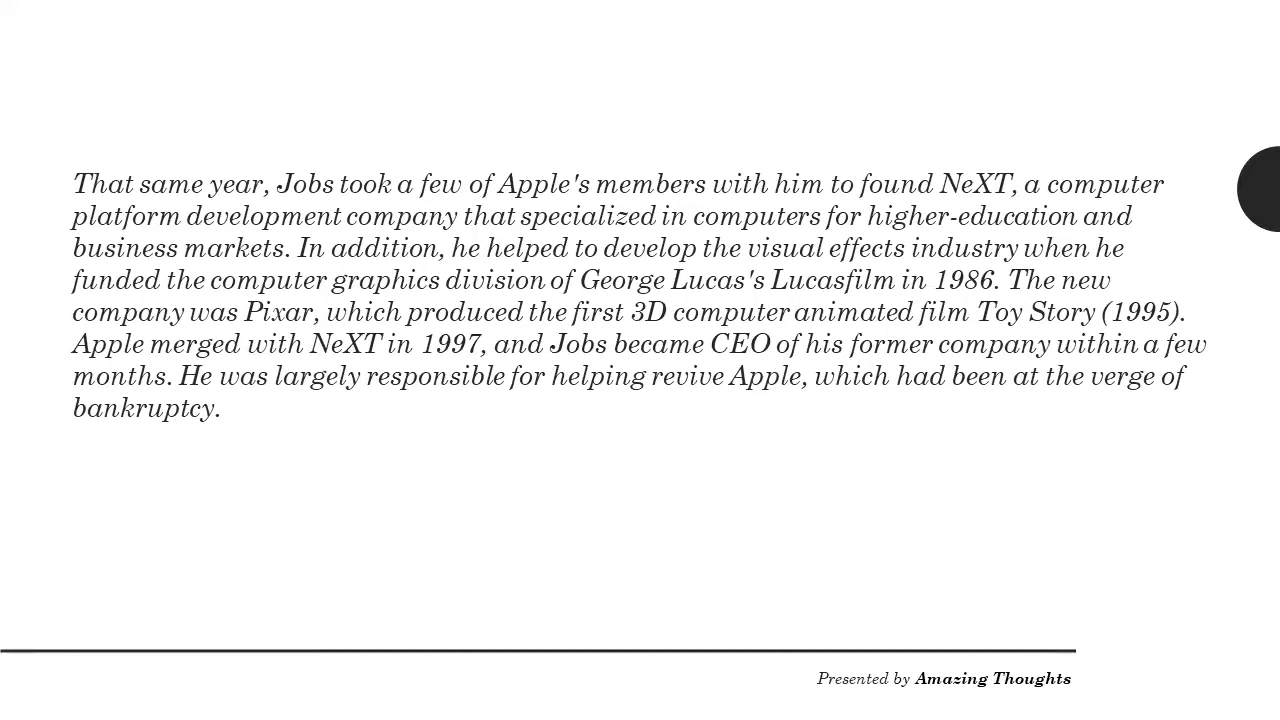 That same year, Jobs took a few of Apple's members with him to found NeXT, a computer
platform development company that specialized in computers for higher-education and
business markets. In addition, he helped to develop the visual effects industry when he
funded the computer graphics division of George Lucas's Lucasfilm in 1986. The new
company was Pixar, which produced the first 3D computer animated film Toy Story (1995).
Apple merged with NeXT in 1997, and Jobs became CEO of his former company within a few
months. He was largely responsible for helping revive Apple, which had been at the verge of
bankruptcy.
Presented by Amazing Thoughts